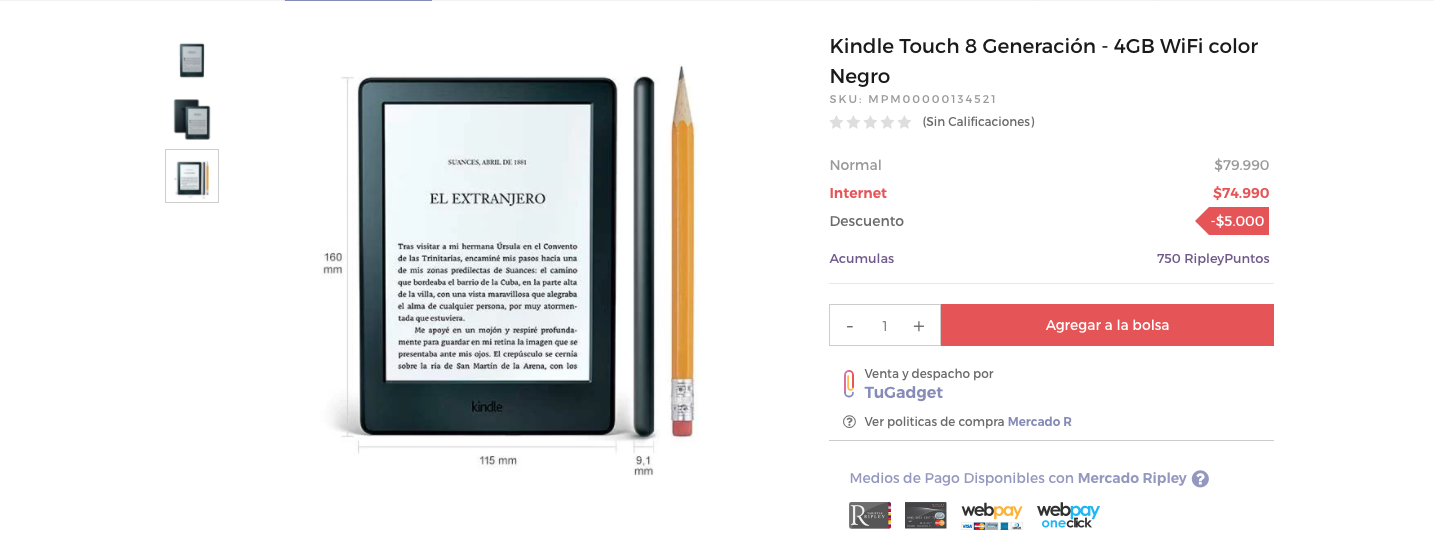 Kindle Touch 8 Generación - 4GB WiFi color
Negro
SKU: MPM00000134521
(Sin Calificaciones)
Normal $79.990
Internet $74.990
Descuento -$5.000
Acumulas 750 RipleyPuntos
- 1 + Agregar a la bolsa
Venta y despacho por
TuGadget
? Ver politicas de compra Mercado R
Medios de Pago Disponibles con Mercado Ripley ?
R RIPLEY
webpay
VISA
webpay
oneclick
SUANCES, ABRIL DE 1881
EL EXTRANJERO
Tras visitar a mi hermana Úrsula en el Convento
de las Trinitarias, encaminé mis pasos hacia una
de mis zonas predilectas de Suances: el camino
que bordeaba el barrio de la Cuba, en la parte alta
de la villa, con una vista maravillosa que alegraba
el alma de cualquier persona, por muy atormen-
tada que estuviera.
Me apoyé en un mojón y respiré profunda-
mente para guardar en mi retina la imagen que se
presentaba ante mis ojos. El crepúsculo se cernía
sobre la ría de San Martín de la Arena, con los
kindle
160
mm
115 mm
9,1
mm